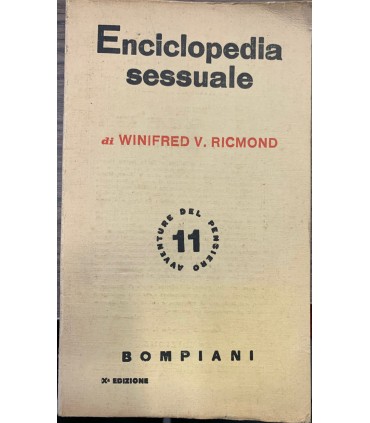 Enciclopedia
sessuale
di WINIFRED V. RICMOND
AVVENTURE DEL PENSIERO
11
BOMPIANI
Xª EDIZIONE